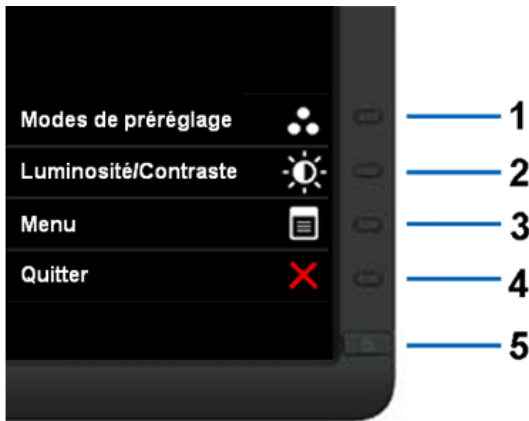 Modes de préréglage 1
Luminosité/Contraste 2
Menu 3
Quitter 4
5